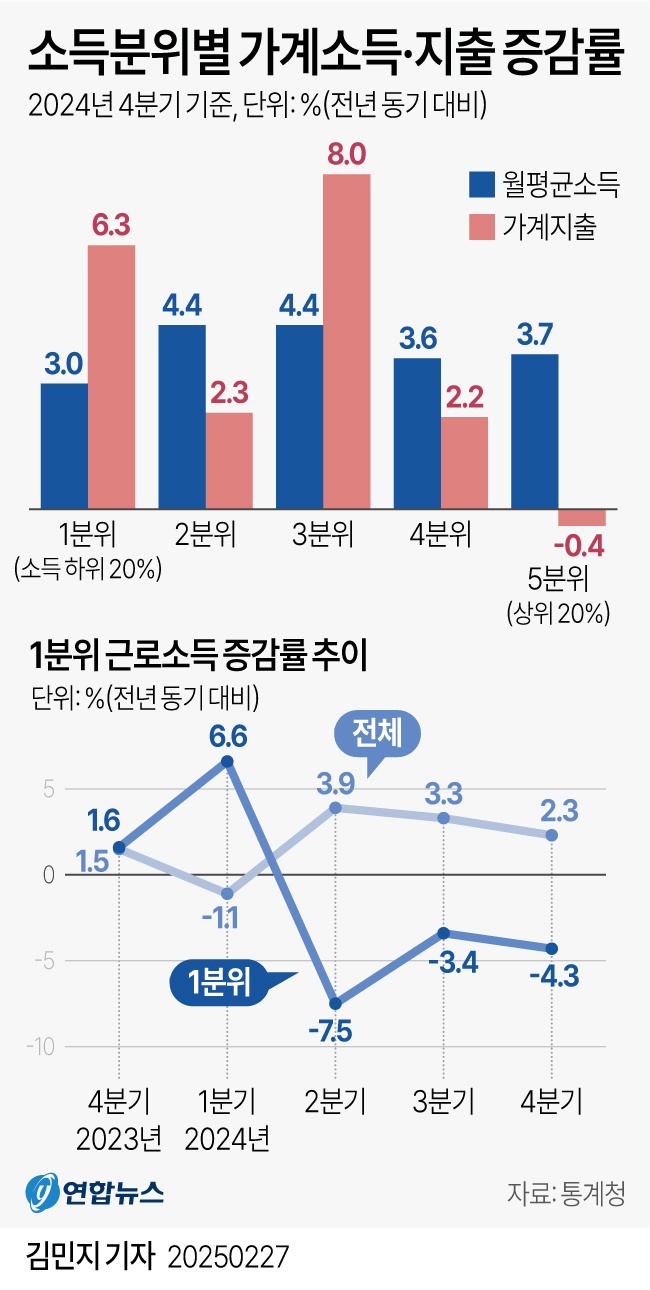 소득분위별 가계소득·지출 증감률
2024년 4분기 기준, 단위: %(전년 동기 대비)
월평균소득
가계지출
3.0
6.3
4.4
2.3
4.4
8.0
3.6
2.2
3.7
-0.4
1분위
(소득 하위 20%)
2분위
3분위
4분위
5분위
(상위 20%)
1분위 근로소득 증감률 추이
단위: %(전년 동기 대비)
전체
1분위
5
0
-5
-10
1.6
1.5
6.6
-1.1
3.9
-7.5
3.3
-3.4
2.3
-4.3
4분기
2023년
1분기
2024년
2분기
3분기
4분기
y 연합뉴스
자료: 통계청
김민지 기자 20250227